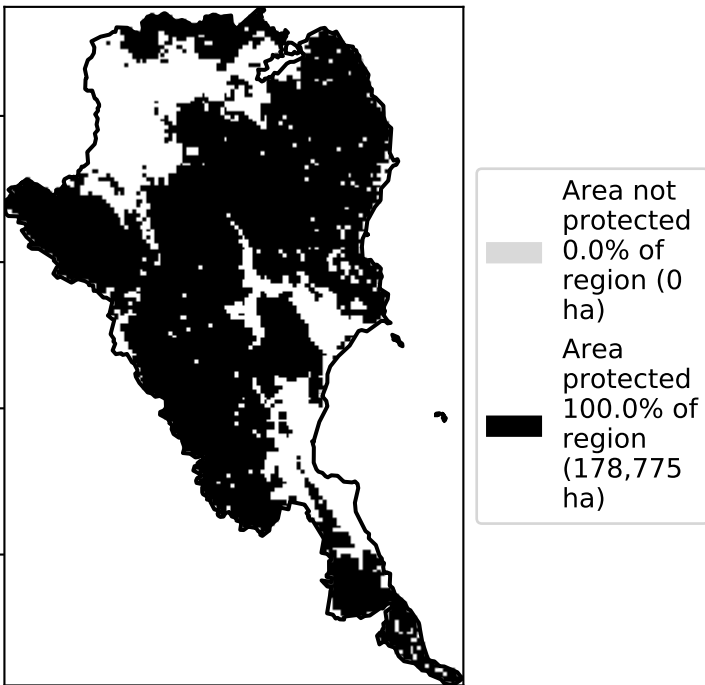 Area not
protected
0.0% of
region (0
ha)
Area
protected
100.0% of
region
(178,775
ha)